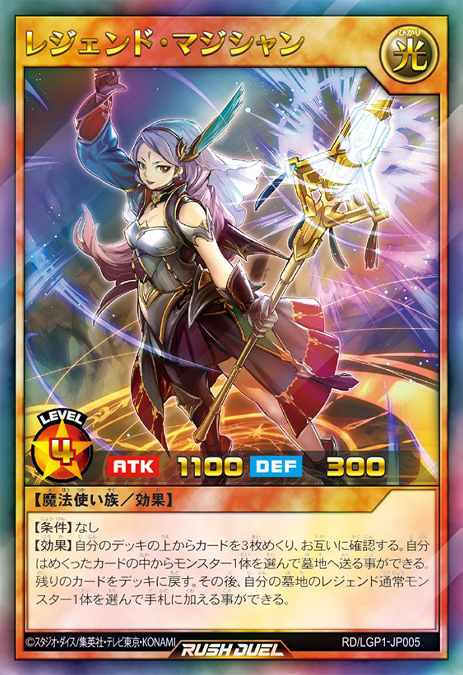 レジェンド・マジシャン
ひかり
光
LEVEL
4
ATK 1100 DEF 300
【魔法使い族／効果】
【条件】なし
【効果】自分のデッキの上からカードを3枚めくり、お互いに確認する。自分
はめくったカードの中からモンスター1体を選んで墓地へ送る事ができる。
残りのカードをデッキに戻す。その後、自分の墓地のレジェンド通常モン
スター1体を選んで手札に加える事ができる。
©スタジオ・ダイス/集英社・テレビ東京・KONAMI
RUSH DUEL
RD/LGP1-JP005